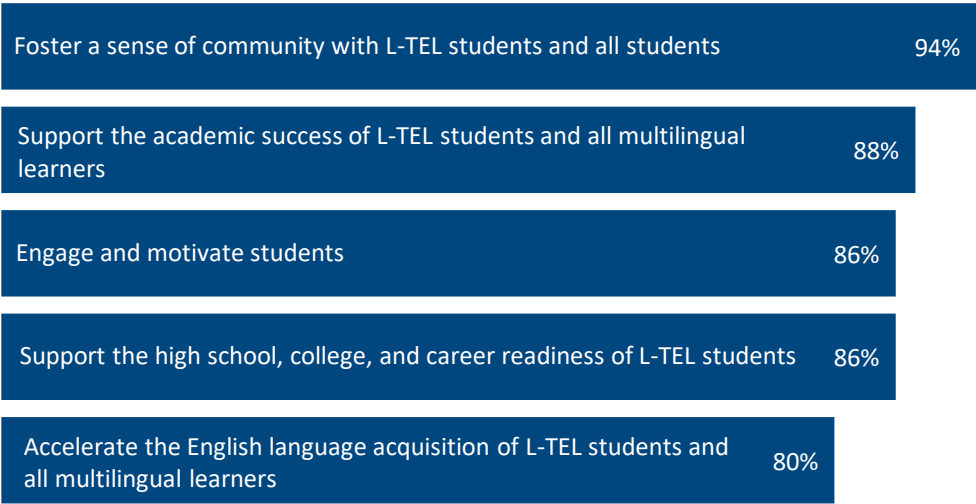 Foster a sense of community with L-TEL students and all students 94%
Support the academic success of L-TEL students and all multilingual
learners 88%
Engage and motivate students 86%
Support the high school, college, and career readiness of L-TEL students 86%
Accelerate the English language acquisition of L-TEL students and
all multilingual learners 80%